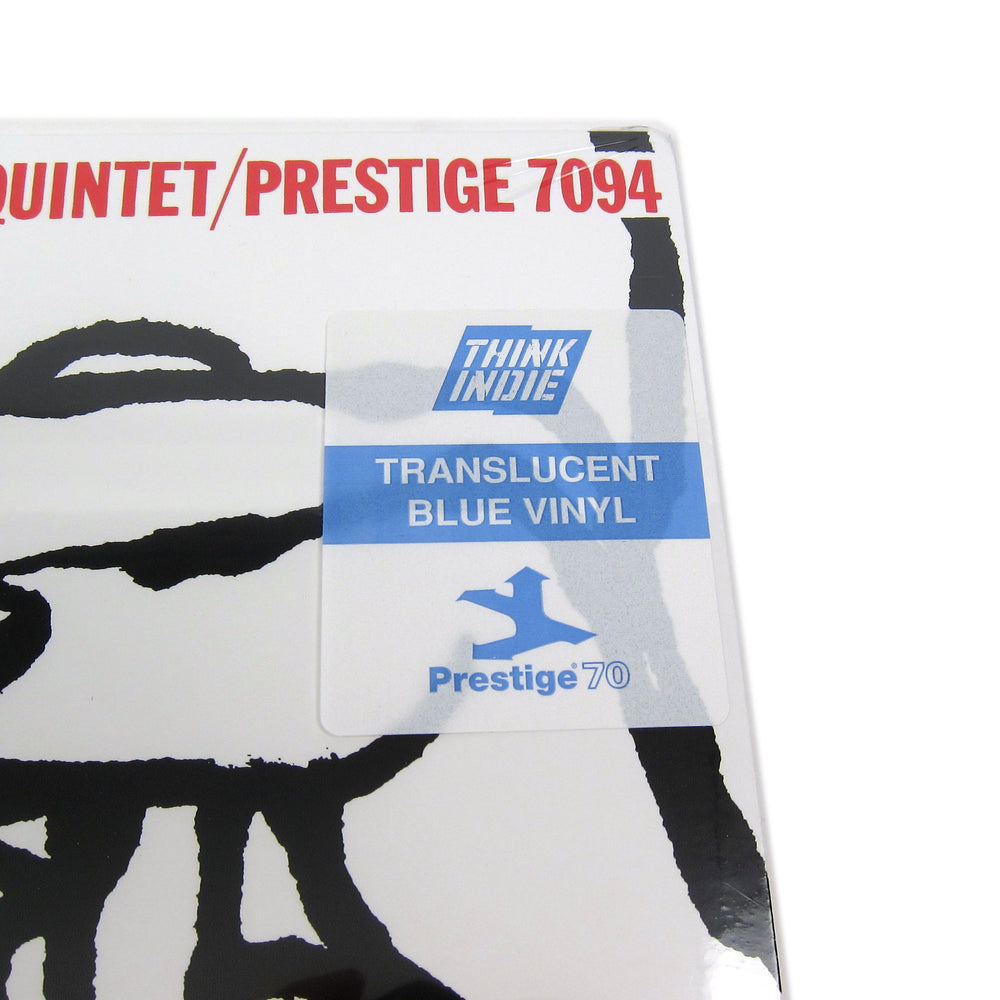 QUINTET/PRESTIGE 7094
THINK
INDIE
TRANSLUCENT
BLUE VINYL
Prestige® 70